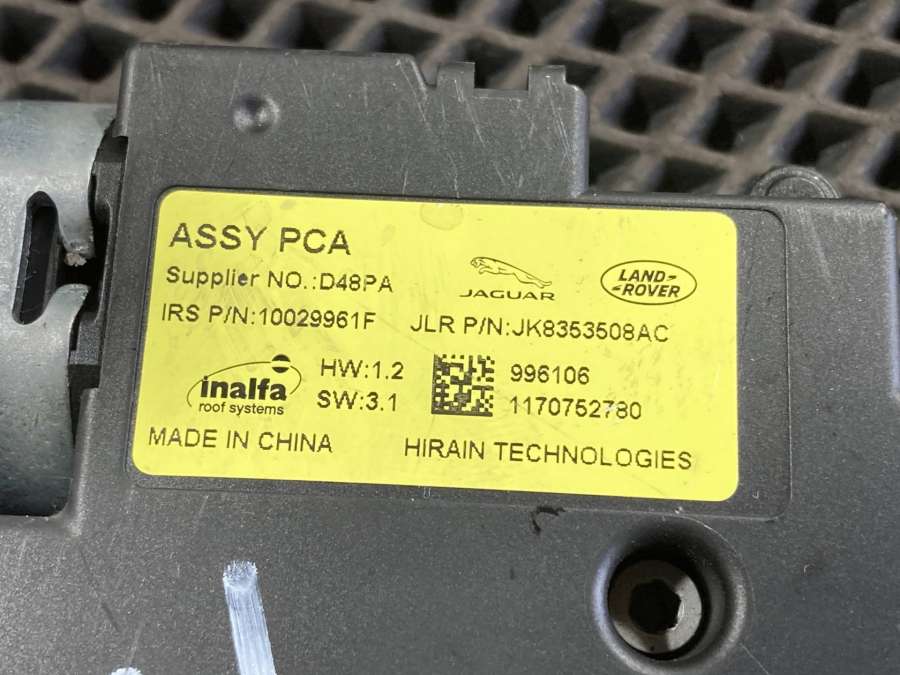 ASSY PCA
Supplier NO.:D48PA
JAGUAR
LAND-
-ROVER
IRS P/N:10029961F
JLR P/N:JK8353508AC
inalfa
roof systems
HW:1.2
SW:3.1
996106
1170752780
MADE IN CHINA
HIRAIN TECHNOLOGIES